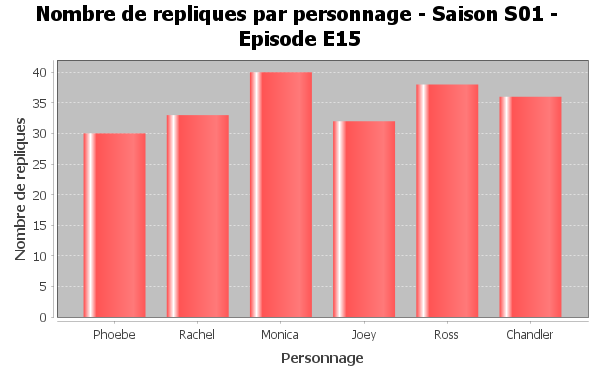 Nombre de repliques par personnage - Saison S01 -
Episode E15
Nombre de repliques
40
35
30
25
20
15
10
5
0
Phoebe Rachel Monica Joey Ross Chandler
Personnage